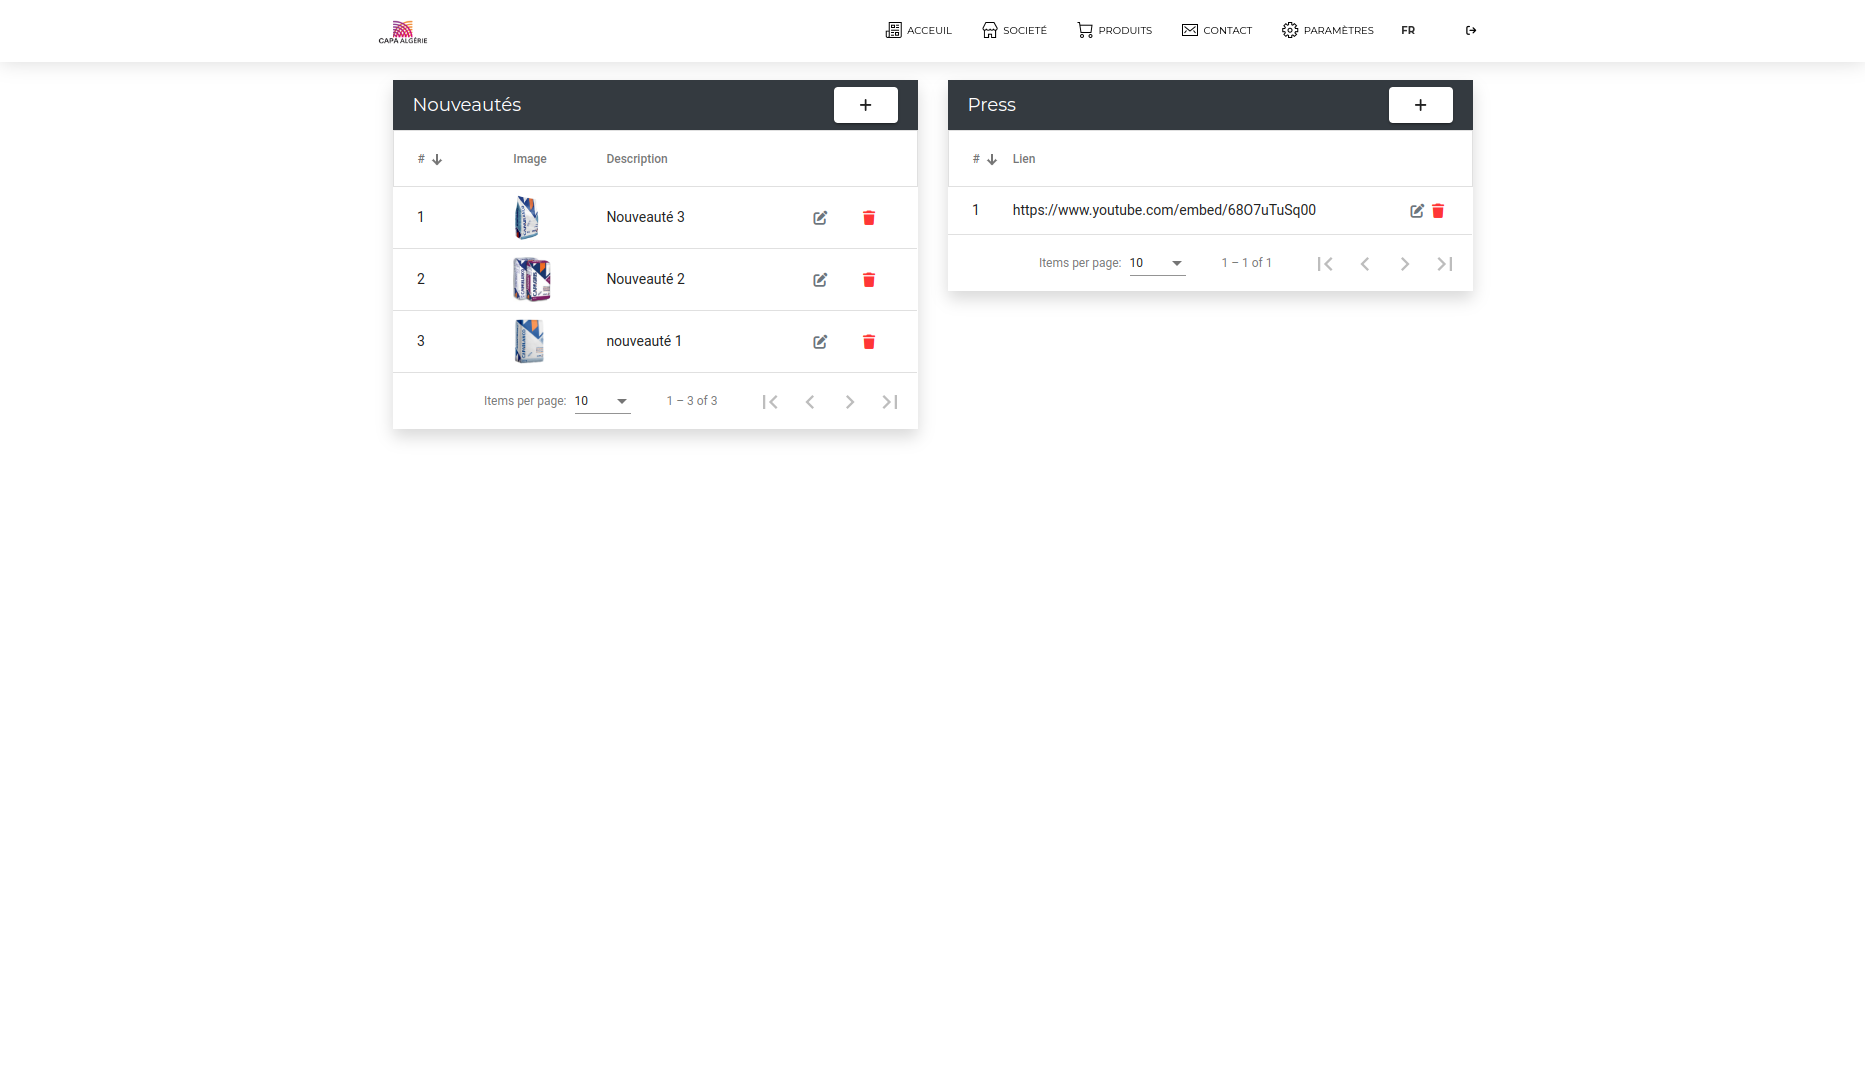 CAPA ALGÉRIE
ACCEUIL SOCIETÉ PRODUITS CONTACT PARAMÈTRES FR
Nouveautés +
# Image Description
1 Nouveauté 3
2 Nouveauté 2
3 nouveauté 1
Items per page: 10 1 – 3 of 3
Press +
# Lien
1 https://www.youtube.com/embed/68O7uTuSq00
Items per page: 10 1 – 1 of 1